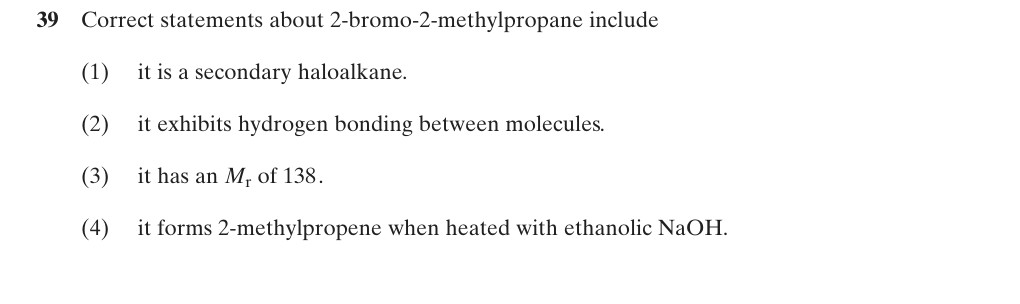 39 Correct statements about 2-bromo-2-methylpropane include
(1) it is a secondary haloalkane.
(2) it exhibits hydrogen bonding between molecules.
(3) it has an Mr of 138.
(4) it forms 2-methylpropene when heated with ethanolic NaOH.